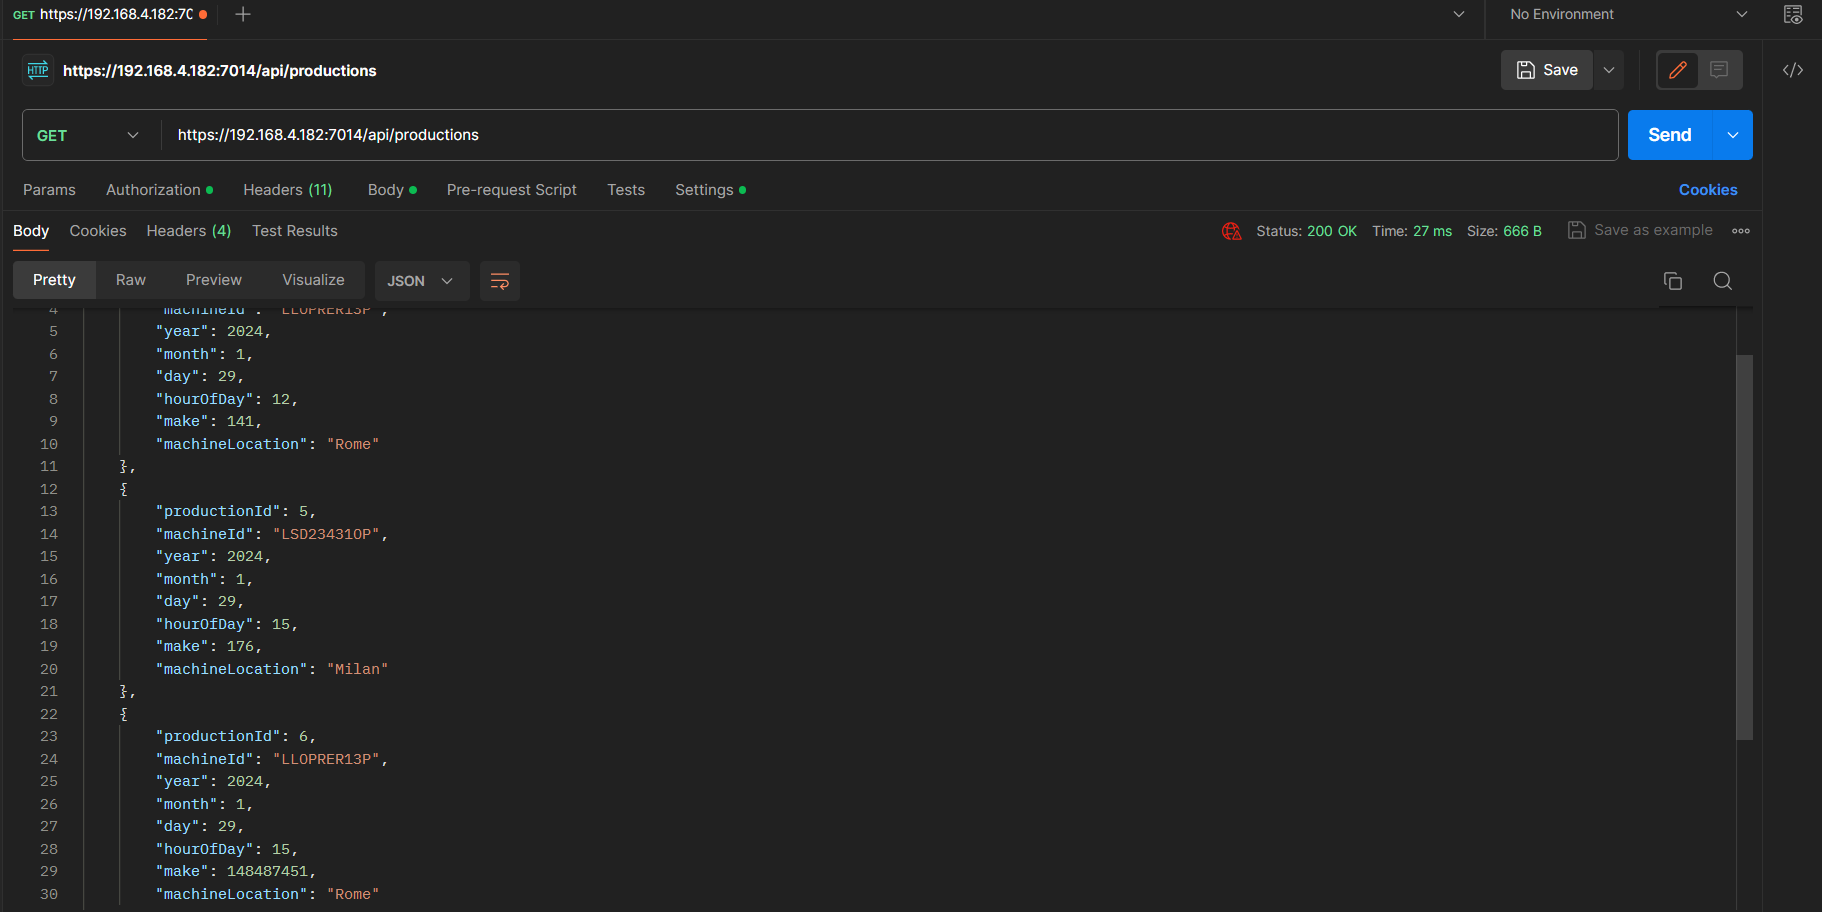 GET https://192.168.4.182:7C
No Environment
HTTP https://192.168.4.182:7014/api/productions
Save
GET https://192.168.4.182:7014/api/productions
Send
Params Authorization Headers (11) Body Pre-request Script Tests Settings Cookies
Body Cookies Headers (4) Test Results Status: 200 OK Time: 27 ms Size: 666 B Save as example
Pretty Raw Preview Visualize JSON
4 "machineId": "LLOPRER13P",
5 "year": 2024,
6 "month": 1,
7 "day": 29,
8 "hourOfDay": 12,
9 "make": 141,
10 "machineLocation": "Rome"
11 },
12 {
13 "productionId": 5,
14 "machineId": "LSD23431OP",
15 "year": 2024,
16 "month": 1,
17 "day": 29,
18 "hourOfDay": 15,
19 "make": 176,
20 "machineLocation": "Milan"
21 },
22 {
23 "productionId": 6,
24 "machineId": "LLOPRER13P",
25 "year": 2024,
26 "month": 1,
27 "day": 29,
28 "hourOfDay": 15,
29 "make": 148487451,
30 "machineLocation": "Rome"